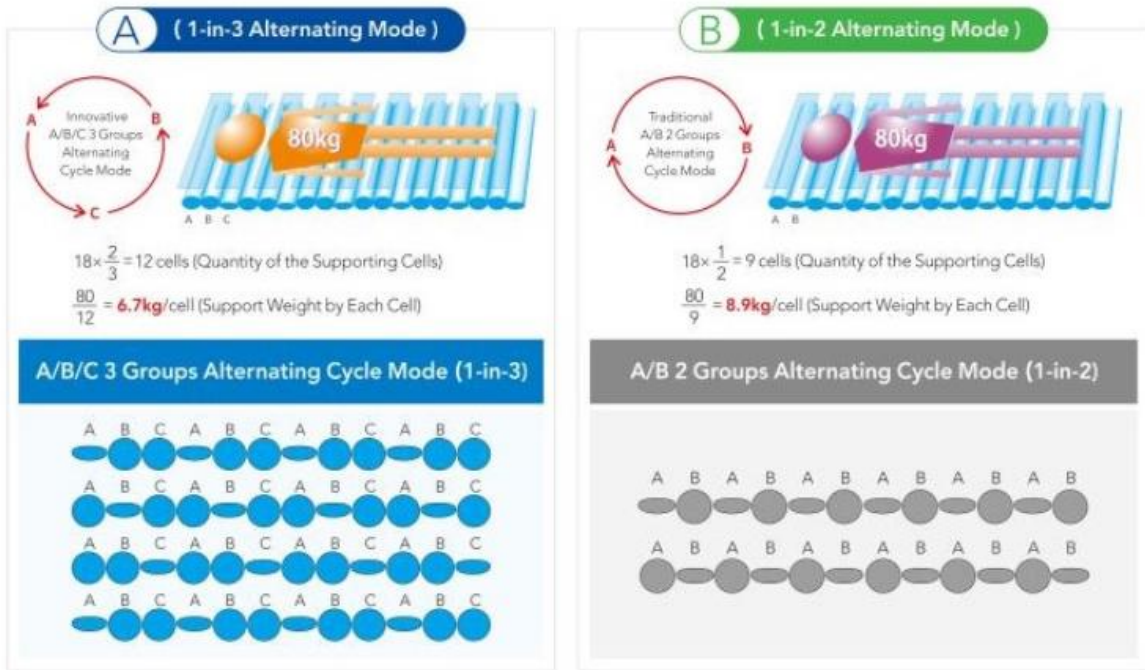 A ( 1-in-3 Alternating Mode )
Innovative
A/B/C 3 Groups
Alternating
Cycle Mode
A
B
C
80kg
A B C
18× 2/3 = 12 cells (Quantity of the Supporting Cells)
80/12 = 6.7kg/cell (Support Weight by Each Cell)
A/B/C 3 Groups Alternating Cycle Mode (1-in-3)
A B C A B C A B C A B C
A B C A B C A B C A B C
A B C A B C A B C A B C
A B C A B C A B C A B C
B ( 1-in-2 Alternating Mode )
Traditional
A/B 2 Groups
Alternating
Cycle Mode
A
B
80kg
A B
18× 1/2 = 9 cells (Quantity of the Supporting Cells)
80/9 = 8.9kg/cell (Support Weight by Each Cell)
A/B 2 Groups Alternating Cycle Mode (1-in-2)
A B A B A B A B A B A B
A B A B A B A B A B A B